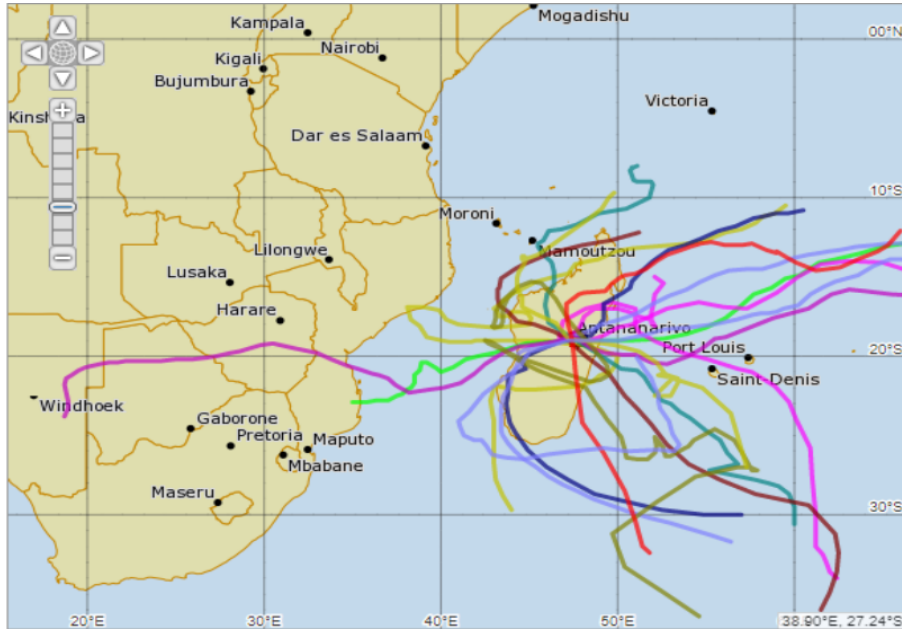 Mogadishu
Kampala
00°N
Nairobi
Kigali
Bujumbura
Victoria
Dar es Salaam
10°S
Moroni
Mamoutzou
Lilongwe
Lusaka
Harare
Antananarivo
Port Louis
20°S
Saint-Denis
Windhoek
Gaborone
Pretoria
Maputo
Mbabane
Maseru
30°S
20°E 30°E 40°E 50°E 38.90°E, 27.24°S